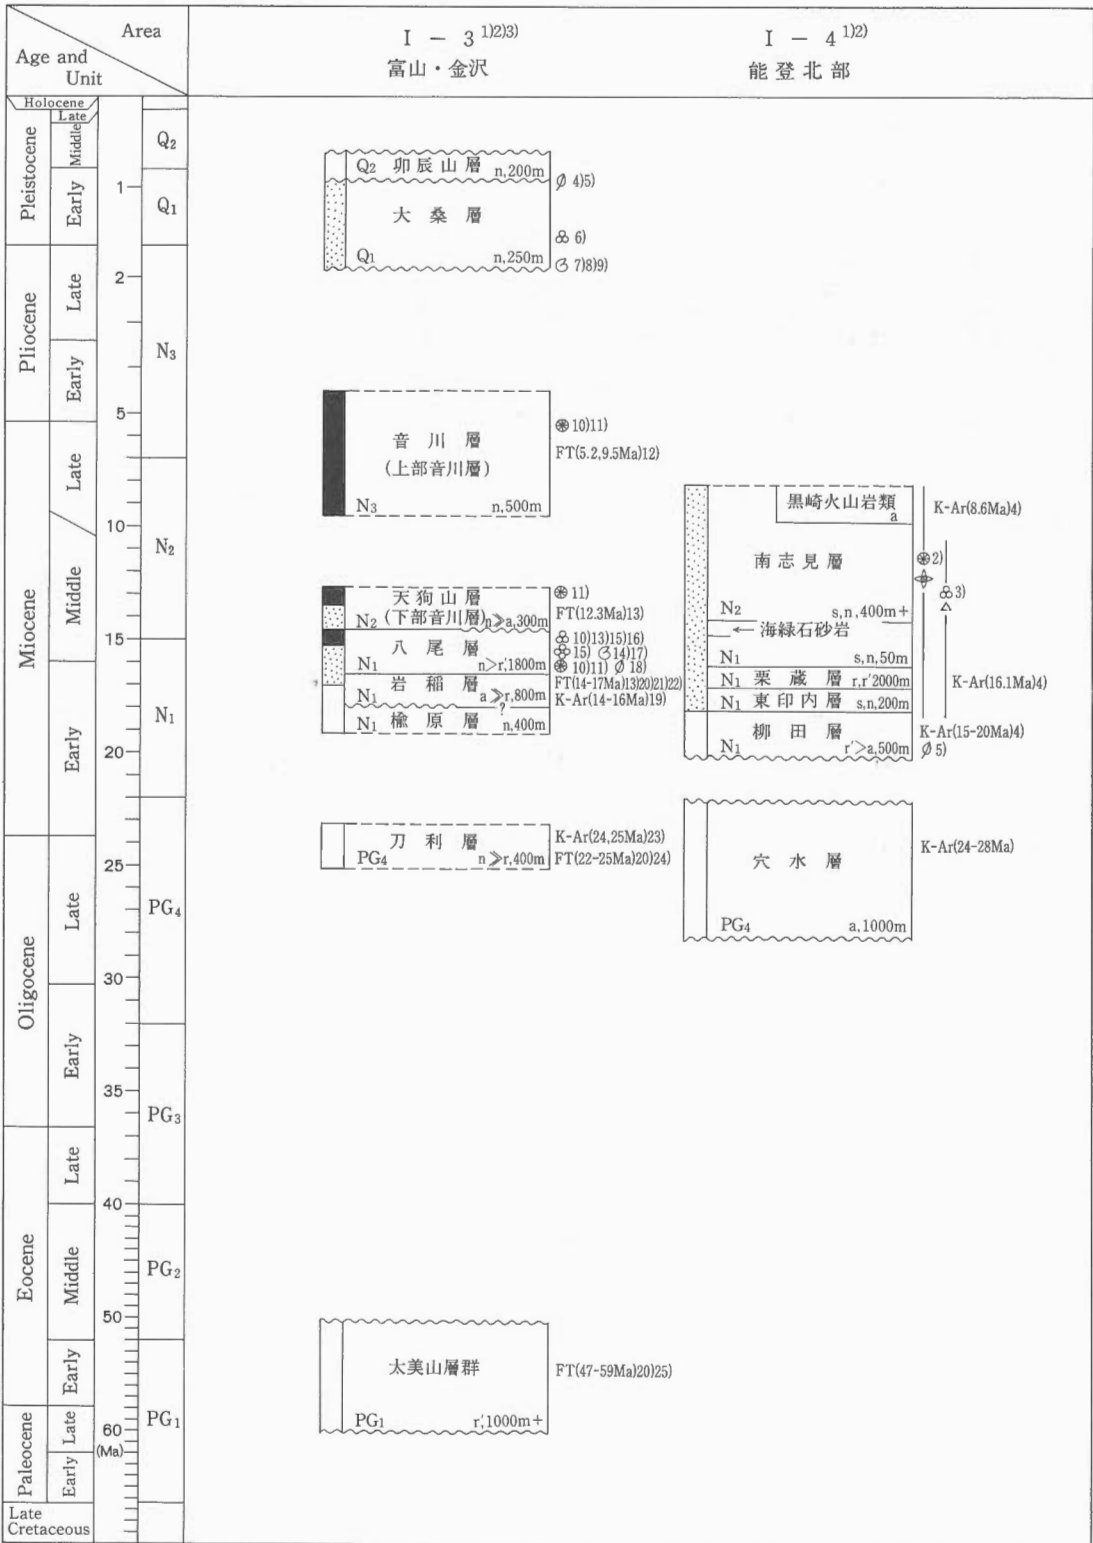 Area
Age and
Unit
I - 3 1)2)3)
富山・金沢
I - 4 1)2)
能登北部
Holocene
Late
Middle
Early
Pleistocene
Late
Early
Pliocene
Late
Middle
Early
Miocene
Late
Early
Oligocene
Late
Middle
Early
Eocene
Late
Early
Paleocene
Late
Cretaceous
1
2
5
10
15
20
25
30
35
40
50
60
(Ma)
Q2
Q1
N3
N2
N1
PG4
PG3
PG2
PG1
Q2 卯辰山層 n,200m
4)5)
大桑層
6)
Q1 n,250m
7)8)9)
音川層
(上部音川層)
N3 n,500m
10)11)
FT(5.2,9.5Ma)12)
天狗山層
N2 (下部音川層) n≫a,300m
11)
FT(12.3Ma)13)
八尾層
N1 n>r',1800m
10)13)15)16)
15) 14)17)
10)11) 18)
岩稲層
N1 a≫r,800m
FT(14-17Ma)13)20)21)22)
K-Ar(14-16Ma)19)
?
N1 楡原層 n,400m
刀利層
PG4 n≫r,400m
K-Ar(24,25Ma)23)
FT(22-25Ma)20)24)
太美山層群
PG1 r',1000m+
FT(47-59Ma)20)25)
黒崎火山岩類
a
K-Ar(8.6Ma)4)
南志見層
2)
3)
N2 s,n,400m+
← 海緑石砂岩
N1 s,n,50m
N1 栗蔵層 r,r'2000m
K-Ar(16.1Ma)4)
N1 東印内層 s,n,200m
柳田層
N1 r'>a,500m
K-Ar(15-20Ma)4)
5)
穴水層
PG4 a,1000m
K-Ar(24-28Ma)